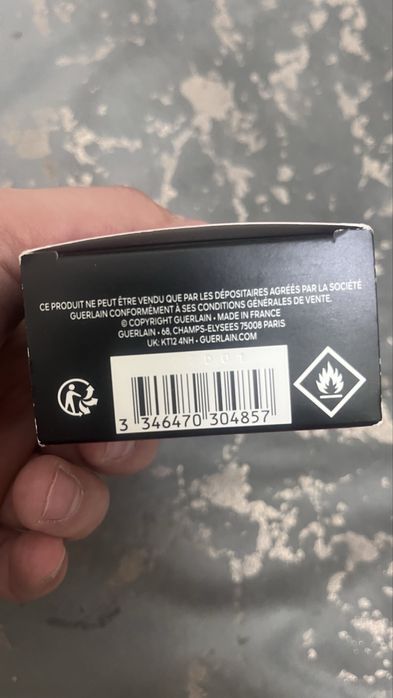 CE PRODUIT NE PEUT ÊTRE VENDU QUE PAR LES DÉPOSITAIRES AGRÉÉS PAR LA SOCIÉTÉ
GUERLAIN CONFORMÉMENT À SES CONDITIONS GÉNÉRALES DE VENTE.
© COPYRIGHT GUERLAIN • MADE IN FRANCE
GUERLAIN • 68, CHAMPS-ELYSEES 75008 PARIS
UK: KT12 4NH • GUERLAIN.COM
3 346470 304857